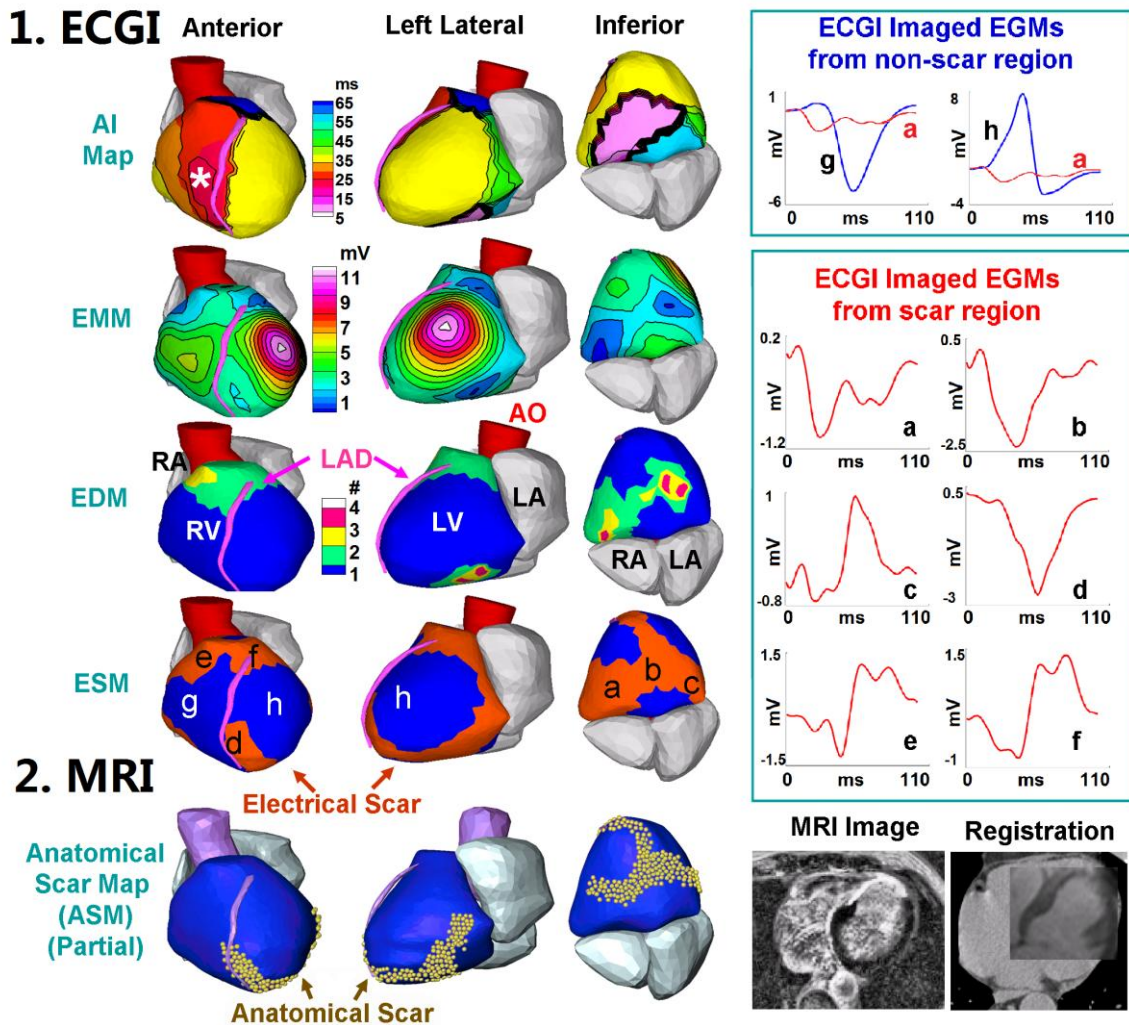 1. ECGI
Anterior
Left Lateral
Inferior
AI
Map
ms
65
55
45
35
25
15
5
*
EMM
mV
11
9
7
5
3
1
AO
EDM
RA
LAD
RV
#
4
3
2
1
LV
LA
RA
LA
ESM
e
f
g
h
d
h
a
b
c
Electrical Scar
2. MRI
Anatomical
Scar Map
(ASM)
(Partial)
Anatomical Scar
ECGI Imaged EGMs
from non-scar region
1
mV
-6
a
g
0 ms 110
8
mV
-4
h
a
0 ms 110
ECGI Imaged EGMs
from scar region
0.2
mV
-1.2
a
0 ms 110
0.5
mV
-2.5
b
0 ms 110
1
mV
-0.8
c
0 ms 110
0.5
mV
-3
d
0 ms 110
1.5
mV
-1.5
e
0 ms 110
1.5
mV
-1
f
0 ms 110
MRI Image
Registration